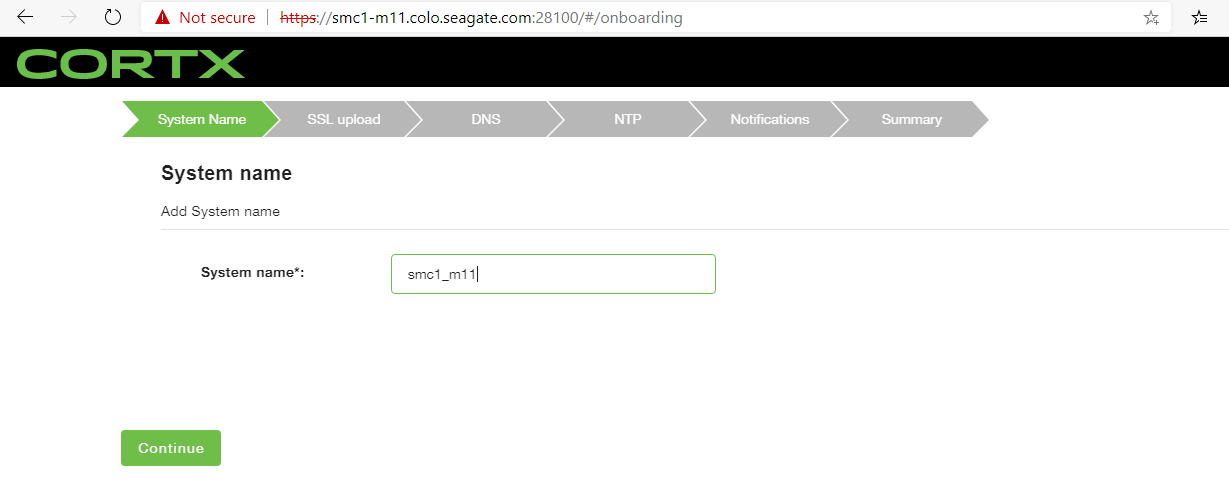 Not secure https://smc1-m11.colo.seagate.com:28100/#/onboarding
CORTX
System Name SSL upload DNS NTP Notifications Summary
System name
Add System name
System name*: smc1_m11
Continue